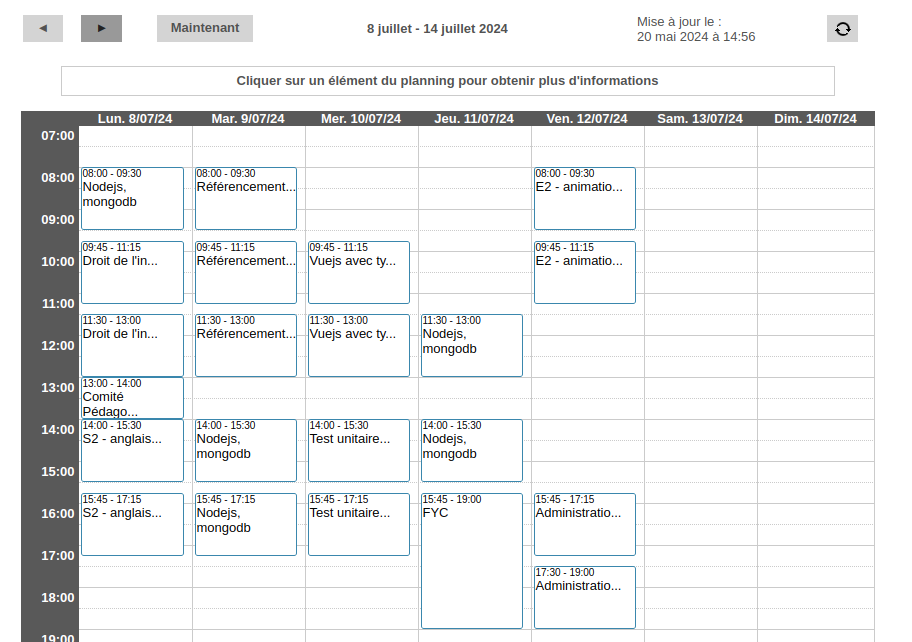 ◄
►
Maintenant
8 juillet - 14 juillet 2024
Mise à jour le :
20 mai 2024 à 14:56
Cliquer sur un élément du planning pour obtenir plus d'informations
Lun. 8/07/24
Mar. 9/07/24
Mer. 10/07/24
Jeu. 11/07/24
Ven. 12/07/24
Sam. 13/07/24
Dim. 14/07/24
07:00
08:00
09:00
10:00
11:00
12:00
13:00
14:00
15:00
16:00
17:00
18:00
19:00
08:00 - 09:30
Nodejs,
mongodb
09:45 - 11:15
Droit de l'in...
11:30 - 13:00
Droit de l'in...
13:00 - 14:00
Comité
Pédago...
14:00 - 15:30
S2 - anglais...
15:45 - 17:15
S2 - anglais...
08:00 - 09:30
Référencement...
09:45 - 11:15
Référencement...
11:30 - 13:00
Référencement...
14:00 - 15:30
Nodejs,
mongodb
15:45 - 17:15
Nodejs,
mongodb
09:45 - 11:15
Vuejs avec ty...
11:30 - 13:00
Vuejs avec ty...
14:00 - 15:30
Test unitaire...
15:45 - 17:15
Test unitaire...
11:30 - 13:00
Nodejs,
mongodb
14:00 - 15:30
Nodejs,
mongodb
15:45 - 19:00
FYC
08:00 - 09:30
E2 - animatio...
09:45 - 11:15
E2 - animatio...
15:45 - 17:15
Administratio...
17:30 - 19:00
Administratio...